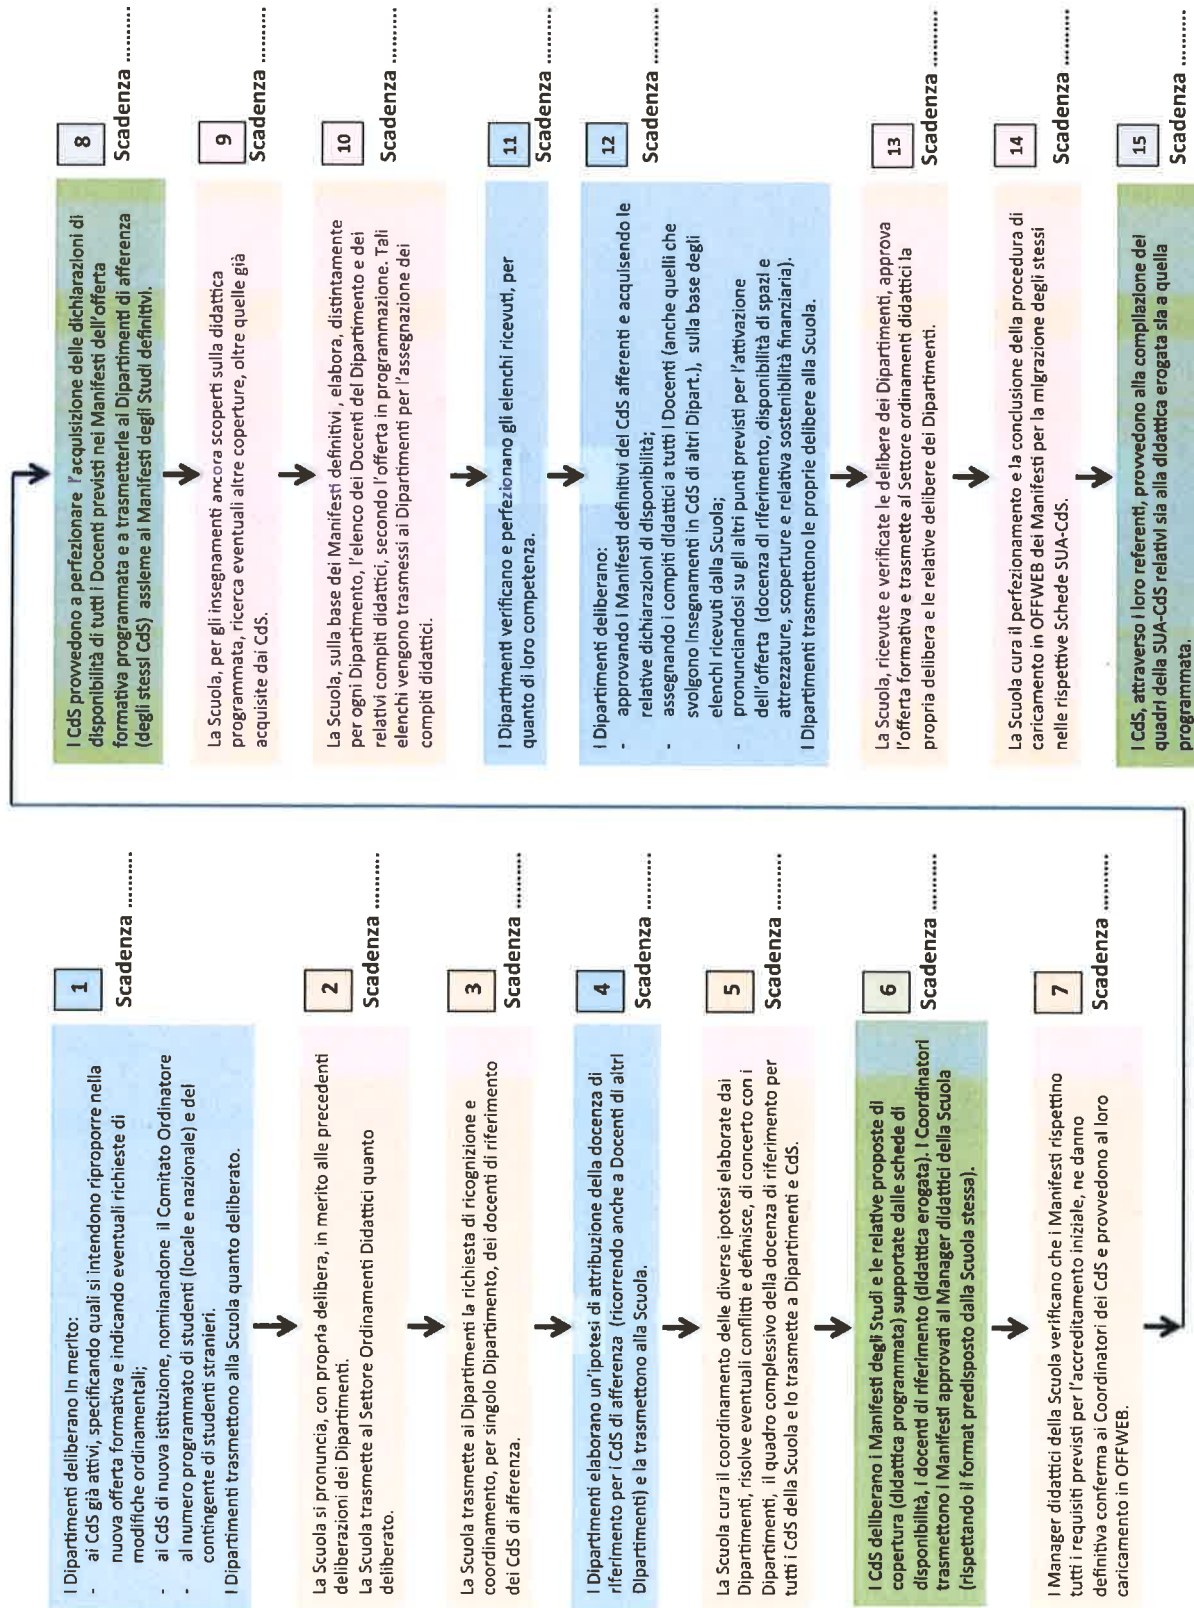 I Dipartimenti deliberano in merito:
- ai CdS già attivi, specificando quali si intendono riproporre nella
nuova offerta formativa e indicando eventuali richieste di
modifiche ordinamentali;
- ai CdS di nuova istituzione, nominandone il Comitato Ordinatore
- al numero programmato di studenti (locale e nazionale) e del
contingente di studenti stranieri.
I Dipartimenti trasmettono alla Scuola quanto deliberato.
1
Scadenza ..........
La Scuola si pronuncia, con propria delibera, in merito alle precedenti
deliberazioni dei Dipartimenti.
La Scuola trasmette al Settore Ordinamenti Didattici quanto
deliberato.
2
Scadenza ..........
La Scuola trasmette ai Dipartimenti la richiesta di ricognizione e
coordinamento, per singolo Dipartimento, dei docenti di riferimento
dei CdS di afferenza.
3
Scadenza ..........
I Dipartimenti elaborano un'ipotesi di attribuzione della docenza di
riferimento per i CdS di afferenza (ricorrendo anche a Docenti di altri
Dipartimenti) e la trasmettono alla Scuola.
4
Scadenza ..........
La Scuola cura il coordinamento delle diverse ipotesi elaborate dai
Dipartimenti, risolve eventuali conflitti e definisce, di concerto con i
Dipartimenti, il quadro complessivo della docenza di riferimento per
tutti i CdS della Scuola e lo trasmette a Dipartimenti e CdS.
5
Scadenza ..........
I CdS deliberano i Manifesti degli Studi e le relative proposte di
copertura (didattica programmata) supportate dalle schede di
disponibilità, i docenti di riferimento (didattica erogata). I Coordinatori
trasmettono i Manifesti approvati al Manager didattici della Scuola
(rispettando il format predisposto dalla Scuola stessa).
6
Scadenza ..........
I Manager didattici della Scuola verificano che i Manifesti rispettino
tutti i requisiti previsti per l'accreditamento iniziale, ne danno
definitiva conferma ai Coordinatori dei CdS e provvedono al loro
caricamento in OFFWEB.
7
Scadenza ..........
I CdS provvedono a perfezionare l'acquisizione delle dichiarazioni di
disponibilità di tutti i Docenti previsti nei Manifesti dell'offerta
formativa programmata e a trasmetterle ai Dipartimenti di afferenza
(degli stessi CdS) assieme ai Manifesti degli Studi definitivi.
8
Scadenza ..........
La Scuola, per gli insegnamenti ancora scoperti sulla didattica
programmata, ricerca eventuali altre coperture, oltre quelle già
acquisite dai CdS.
9
Scadenza ..........
La Scuola, sulla base dei Manifesti definitivi, elabora, distintamente
per ogni Dipartimento, l'elenco dei Docenti del Dipartimento e dei
relativi compiti didattici, secondo l'offerta in programmazione. Tali
elenchi vengono trasmessi ai Dipartimenti per l'assegnazione dei
compiti didattici.
10
Scadenza ..........
I Dipartimenti verificano e perfezionano gli elenchi ricevuti, per
quanto di loro competenza.
11
Scadenza ..........
I Dipartimenti deliberano:
- approvando i Manifesti definitivi dei CdS afferenti e acquisendo le
relative dichiarazioni di disponibilità;
- assegnando i compiti didattici a tutti i Docenti (anche quelli che
svolgono Insegnamenti in CdS di altri Dipart.), sulla base degli
elenchi ricevuti dalla Scuola;
- pronunciandosi su gli altri punti previsti per l'attivazione
dell'offerta (docenza di riferimento, disponibilità di spazi e
attrezzature, scoperture e relativa sostenibilità finanziaria).
I Dipartimenti trasmettono le proprie delibere alla Scuola.
12
Scadenza ..........
La Scuola, ricevute e verificate le delibere dei Dipartimenti, approva
l'offerta formativa e trasmette al Settore ordinamenti didattici la
propria delibera e le relative delibere dei Dipartimenti.
13
Scadenza ..........
La Scuola cura il perfezionamento e la conclusione della procedura di
caricamento in OFFWEB dei Manifesti per la migrazione degli stessi
nelle rispettive Schede SUA-CdS.
14
Scadenza ..........
I CdS, attraverso i loro referenti, provvedono alla compilazione dei
quadri della SUA-CdS relativi sia alla didattica erogata sia a quella
programmata.
15
Scadenza ..........